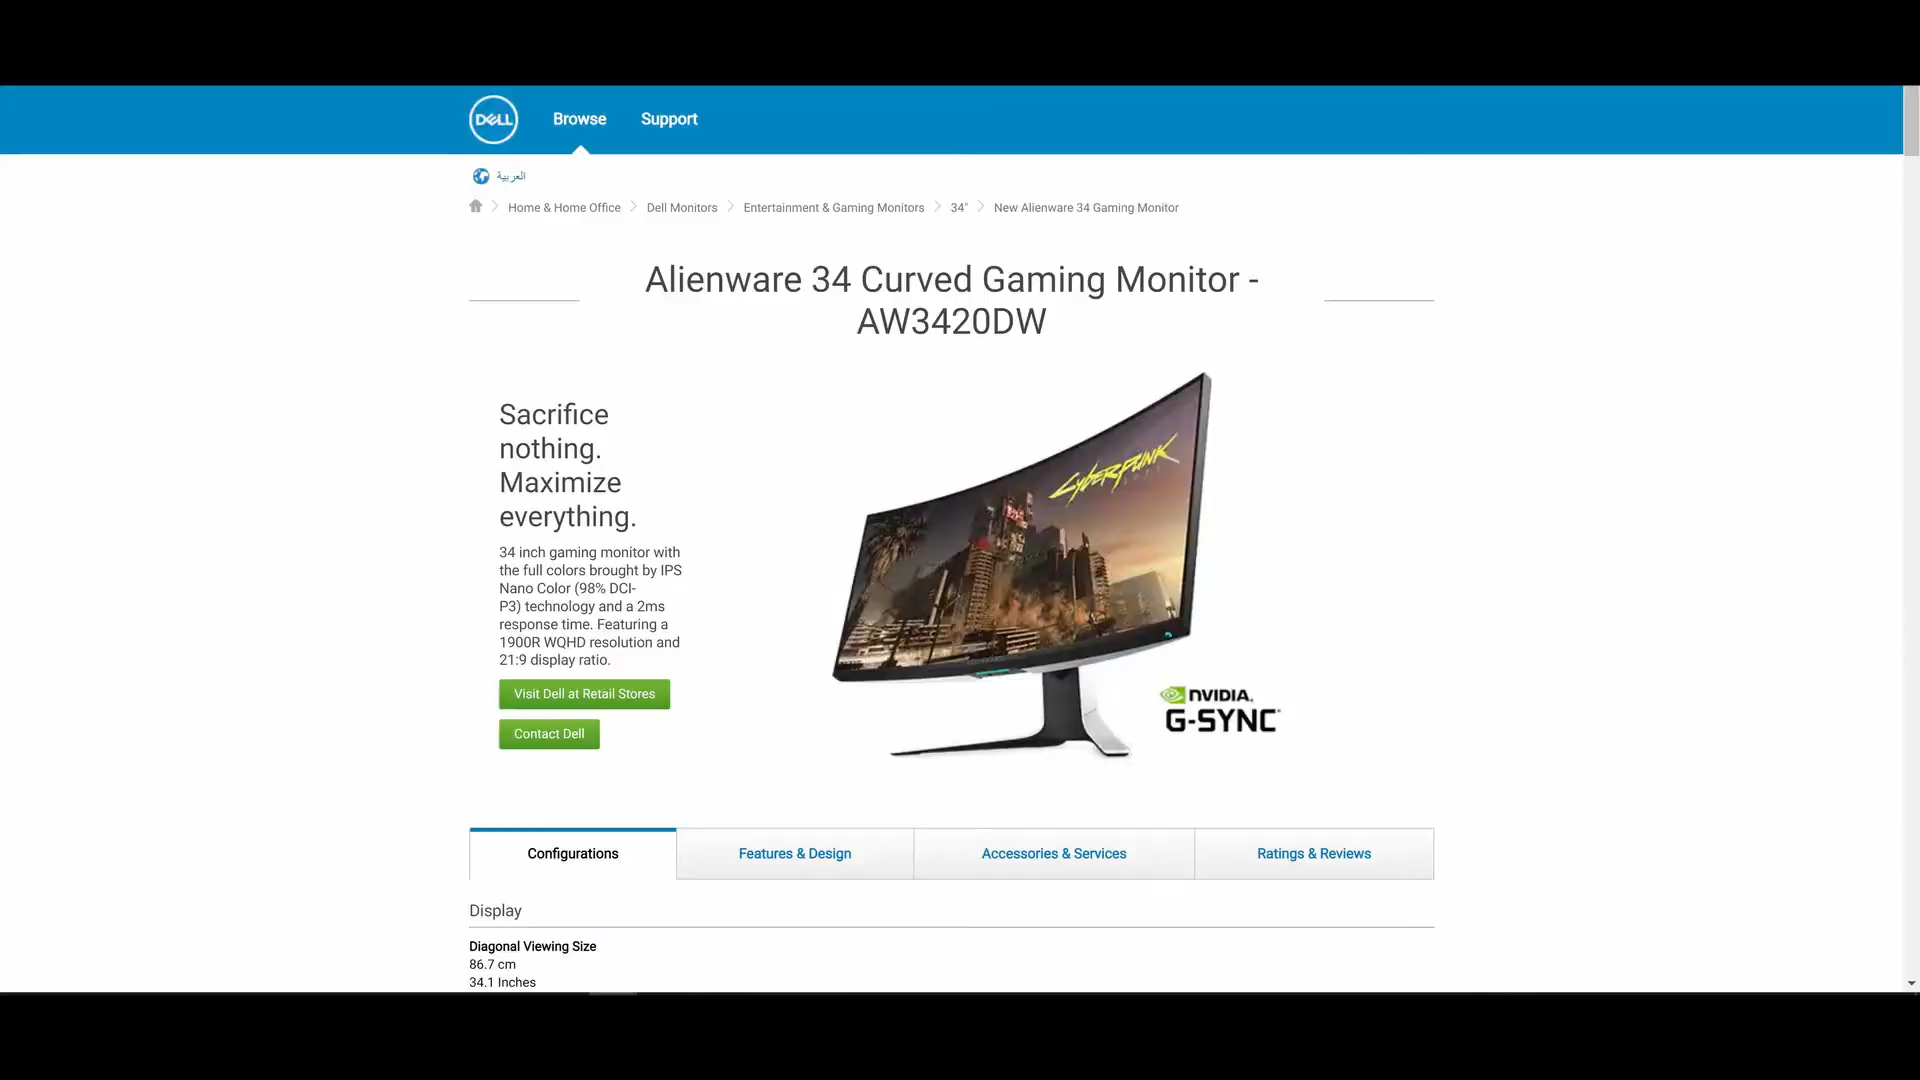 DELL
Browse
Support
العربية
Home & Home Office
Dell Monitors
Entertainment & Gaming Monitors
34"
New Alienware 34 Gaming Monitor
Alienware 34 Curved Gaming Monitor -
AW3420DW
Sacrifice
nothing.
Maximize
everything.
34 inch gaming monitor with
the full colors brought by IPS
Nano Color (98% DCI-
P3) technology and a 2ms
response time. Featuring a
1900R WQHD resolution and
21:9 display ratio.
Visit Dell at Retail Stores
Contact Dell
CYBERPUNK
NVIDIA.
G-SYNC
Configurations
Features & Design
Accessories & Services
Ratings & Reviews
Display
Diagonal Viewing Size
86.7 cm
34.1 Inches